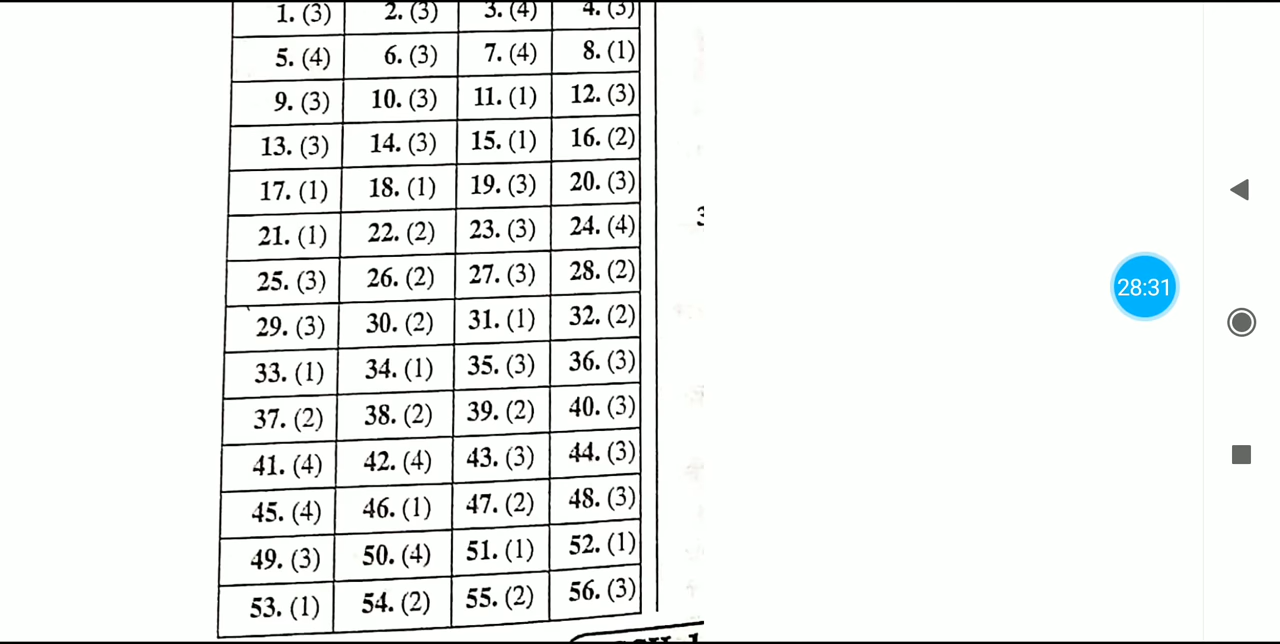 1. (3) 2. (3) 3. (4) 4. (3)
5. (4) 6. (3) 7. (4) 8. (1)
9. (3) 10. (3) 11. (1) 12. (3)
13. (3) 14. (3) 15. (1) 16. (2)
17. (1) 18. (1) 19. (3) 20. (3)
21. (1) 22. (2) 23. (3) 24. (4)
25. (3) 26. (2) 27. (3) 28. (2)
29. (3) 30. (2) 31. (1) 32. (2)
33. (1) 34. (1) 35. (3) 36. (3)
37. (2) 38. (2) 39. (2) 40. (3)
41. (4) 42. (4) 43. (3) 44. (3)
45. (4) 46. (1) 47. (2) 48. (3)
49. (3) 50. (4) 51. (1) 52. (1)
53. (1) 54. (2) 55. (2) 56. (3)
28:31